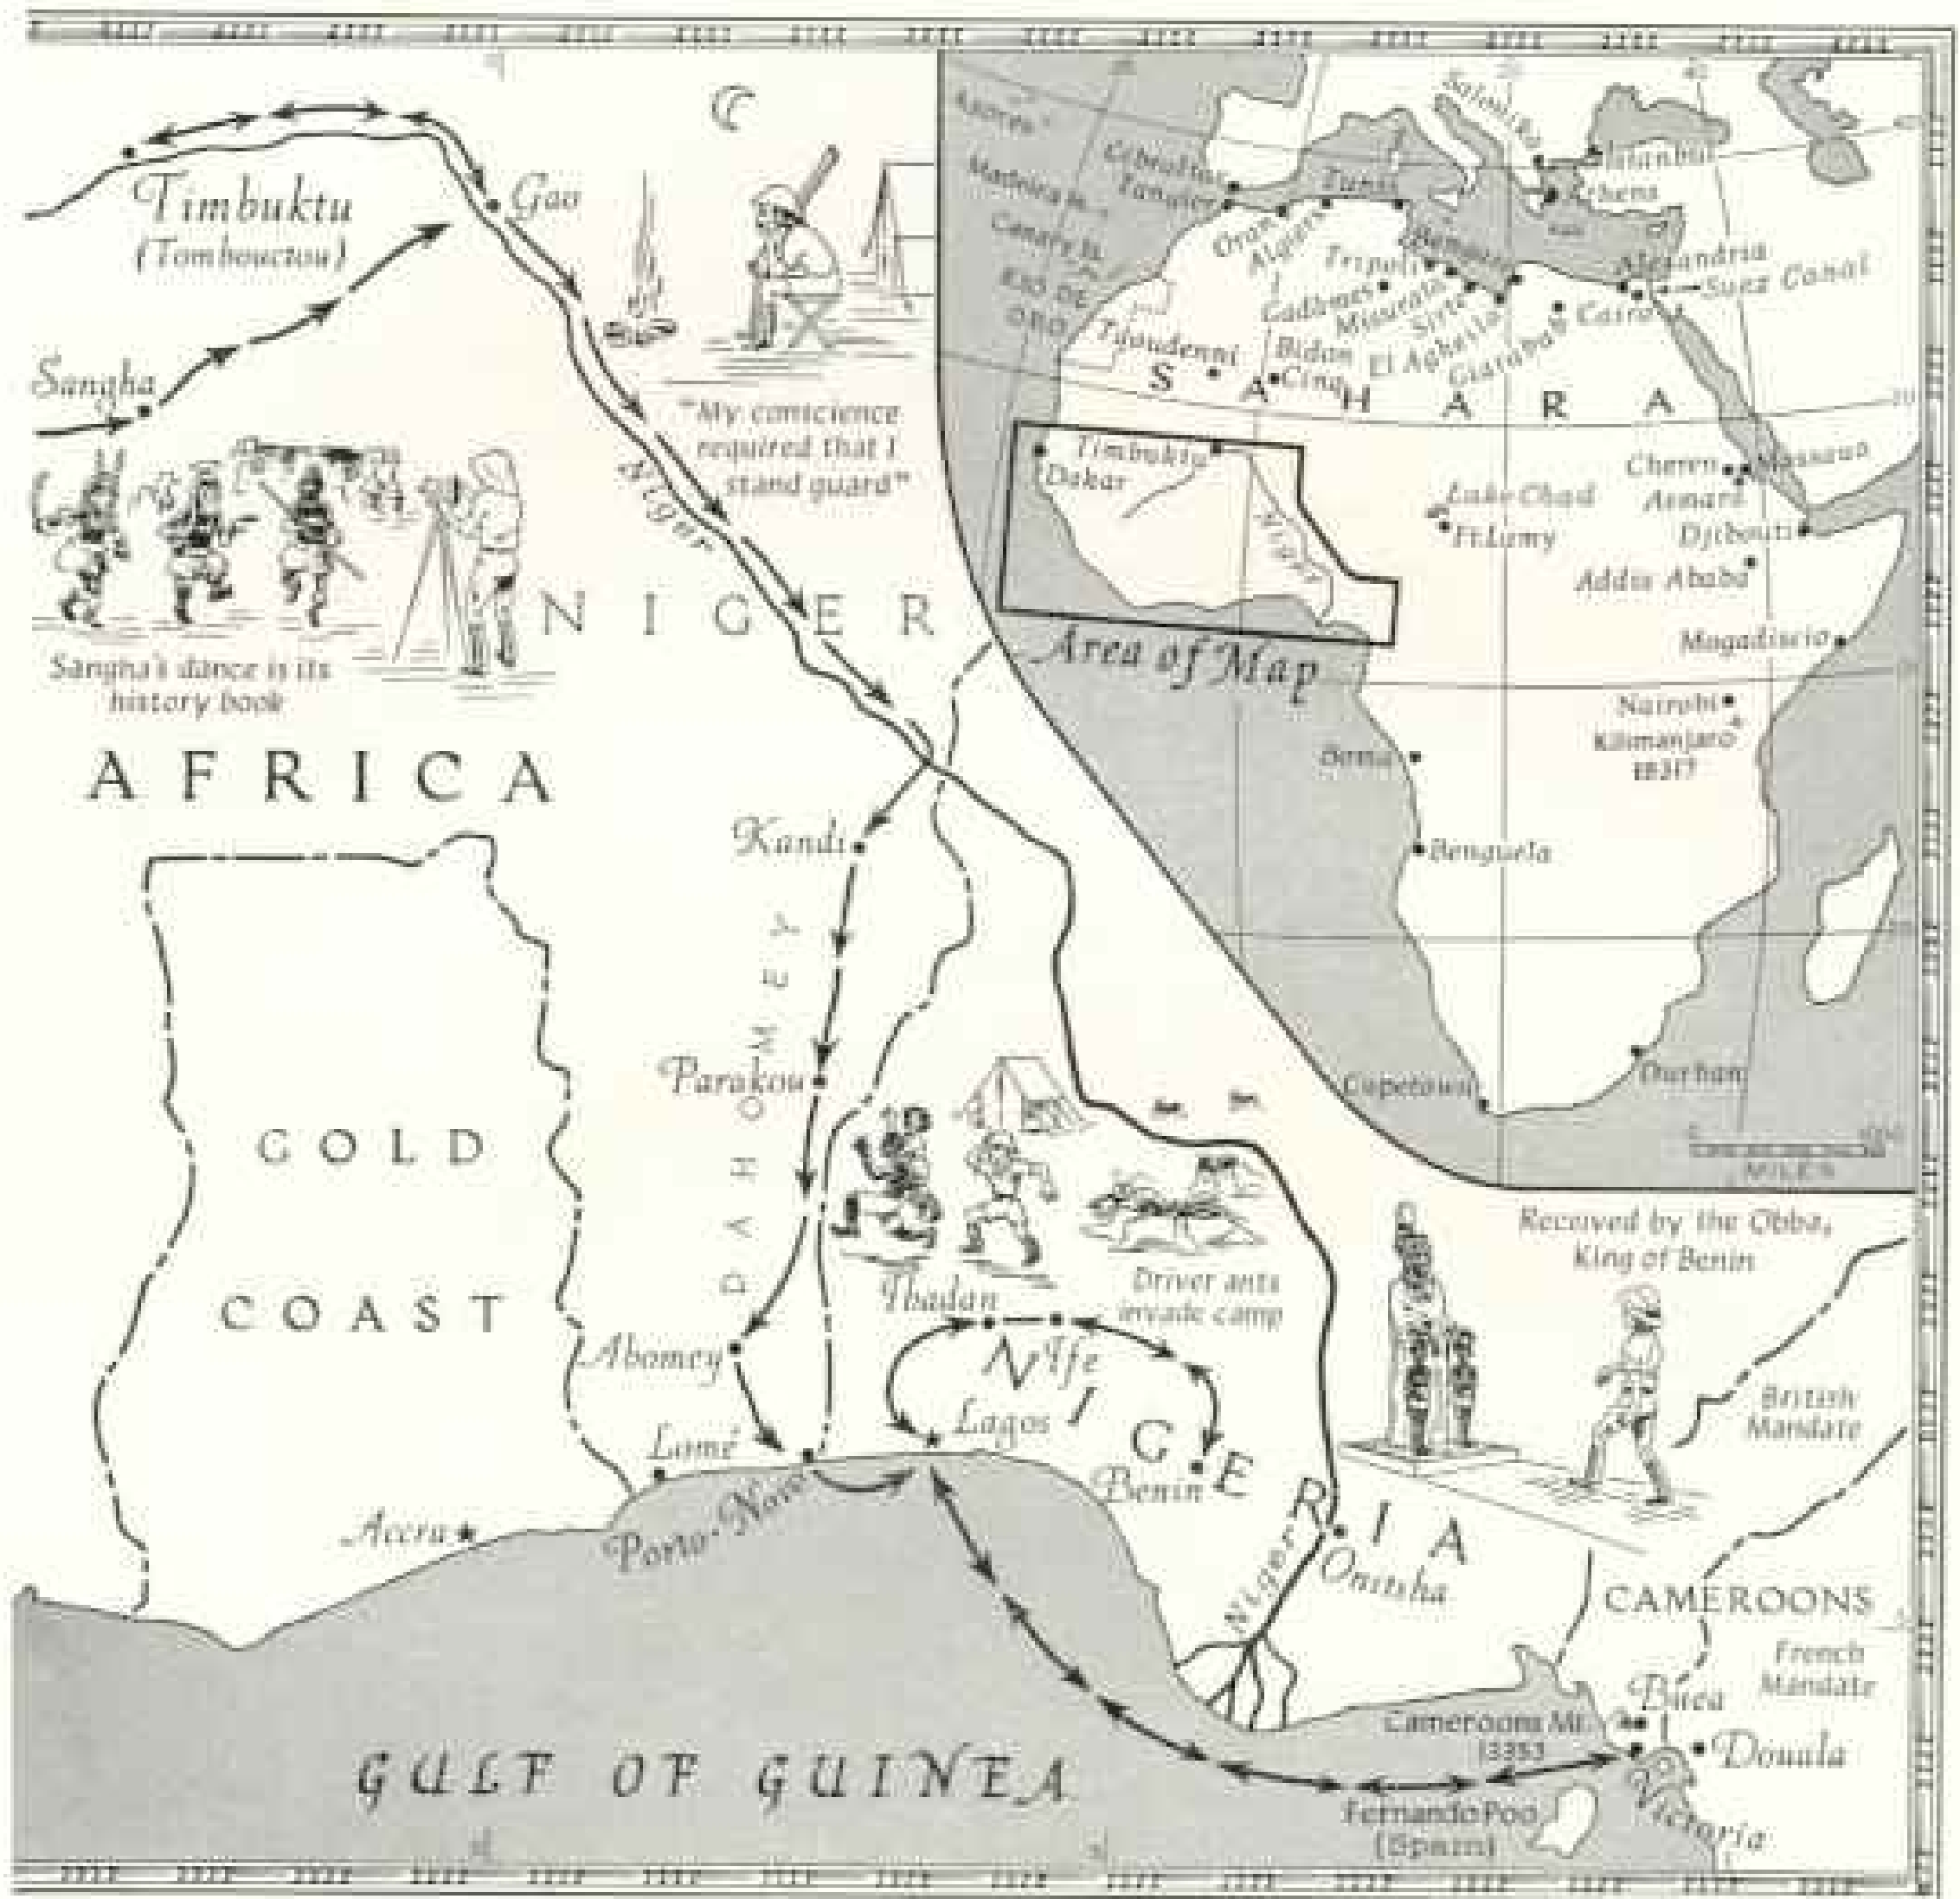 Timbuktu
(Tombouctou)
Gao
Sangha
"My conscience
required that I
stand guard"
Niger
Sangha's dance is its
history book
NIGER
AFRICA
Kandi
DAHOMEY
Parakou
GOLD
COAST
Ibadan
Ife
Driver ants
invade camp
Abomey
Lomé
Lagos
NIGERIA
Benin
Accra
Porto-Novo
Niger
Onitsha
Received by the Obba,
King of Benin
British
Mandate
CAMEROONS
French
Mandate
Buea
Cameroons Mt.
13353
Douala
Victoria
Fernando Poo
(Spain)
GULF OF GUINEA
Azores
Madeira Is.
Canary Is.
RIO DE
ORO
Gibraltar
Tangier
Oran
Algiers
Tunis
Tripoli
Gadames
Misurata
Sirte
El Agheila
Bengasi
Giarabub
Salonika
Istanbul
Athens
Alexandria
Suez Canal
Cairo
Taoudenni
Bidan
Cinq
SAHARA
Timbuktu
Dakar
Niger
Lake Chad
Ft. Lamy
Cheren
Massaua
Asmara
Djibouti
Addis Ababa
Mogadiscio
Area of Map
Nairobi
Kilimanjaro
Boma
Benguela
Capetown
Durban
MILES